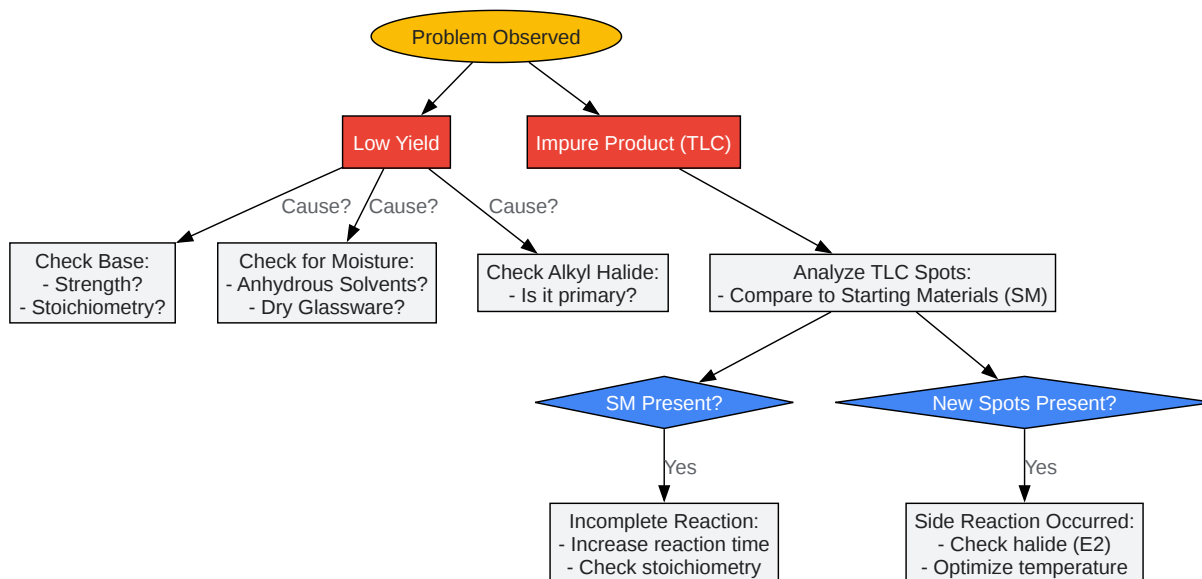 Problem Observed
Low Yield
Impure Product (TLC)
Cause?
Cause?
Cause?
Check Base:
- Strength?
- Stoichiometry?
Check for Moisture:
- Anhydrous Solvents?
- Dry Glassware?
Check Alkyl Halide:
- Is it primary?
Analyze TLC Spots:
- Compare to Starting Materials (SM)
SM Present?
New Spots Present?
Yes
Yes
Incomplete Reaction:
- Increase reaction time
- Check stoichiometry
Side Reaction Occurred:
- Check halide (E2)
- Optimize temperature